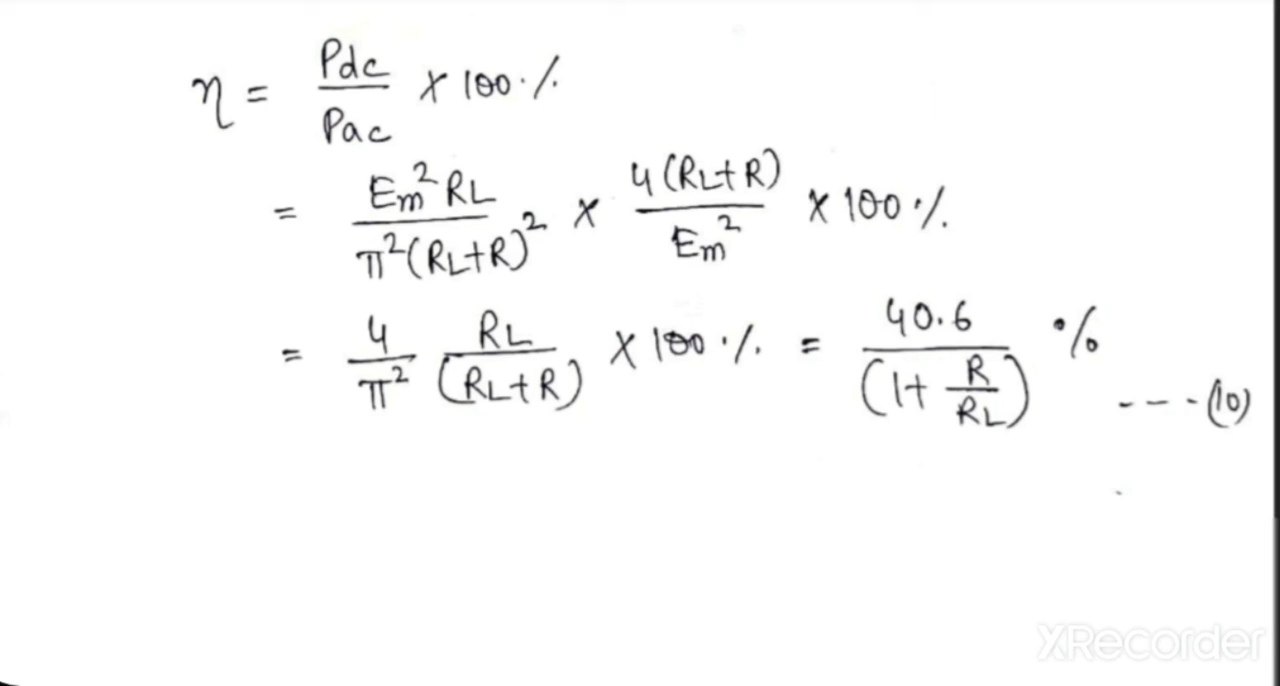 η = Pdc/Pac × 100 ·/.
= Em² RL/π² (RL+R)² × 4 (RL+R)/Em² × 100 ·/.
= 4/π² RL/(RL+R) × 100 ·/. = 40.6/(1+ R/RL) % ----(10)
XRecorder